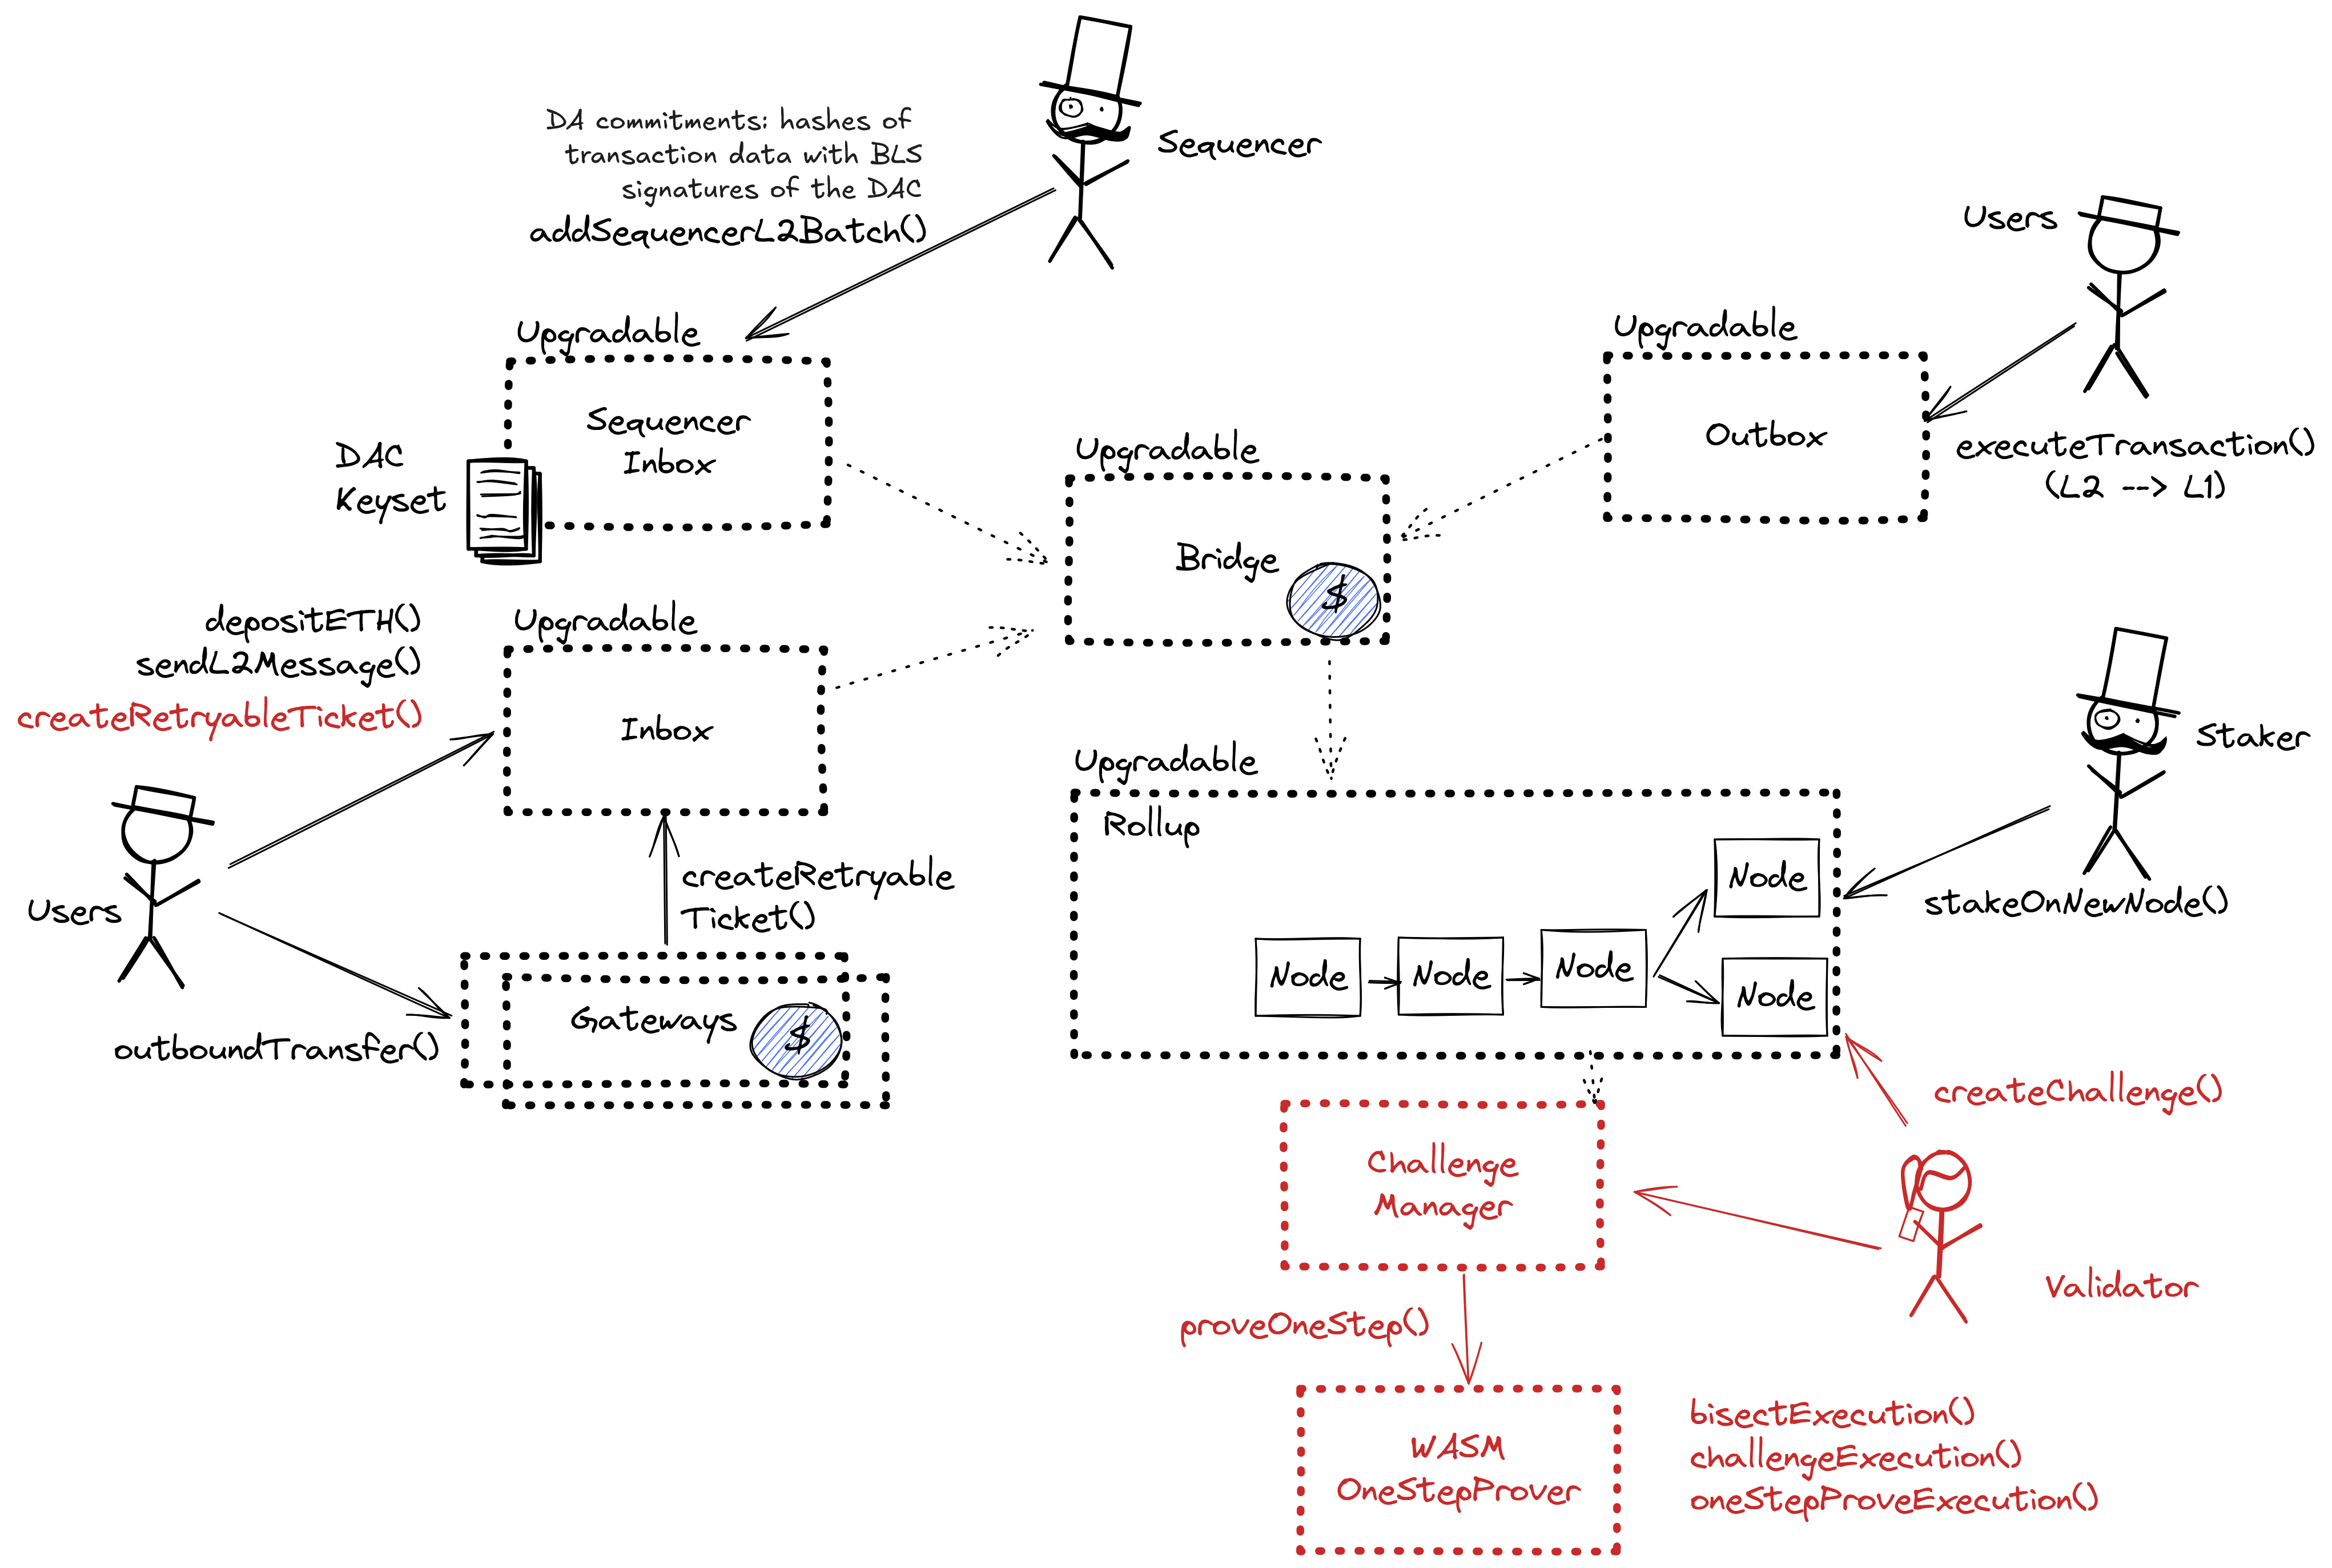 DA commitments: hashes of
transaction data with BLS
signatures of the DAC
addSequencerL2Batch()
Sequencer
Users
Upgradable
Sequencer
Inbox
DAC
Keyset
Upgradable
Outbox
executeTransaction()
(L2 --> L1)
Upgradable
Bridge
$
depositETH()
sendL2Message()
createRetryableTicket()
Upgradable
Inbox
Users
createRetryable
Ticket()
outboundTransfer()
Gateways
$
Upgradable
Rollup
Node
Node
Node
Node
Node
Staker
stakeOnNewNode()
createChallenge()
Challenge
Manager
Validator
proveOneStep()
WASM
OneStepProver
bisectExecution()
challengeExecution()
oneStepProveExecution()